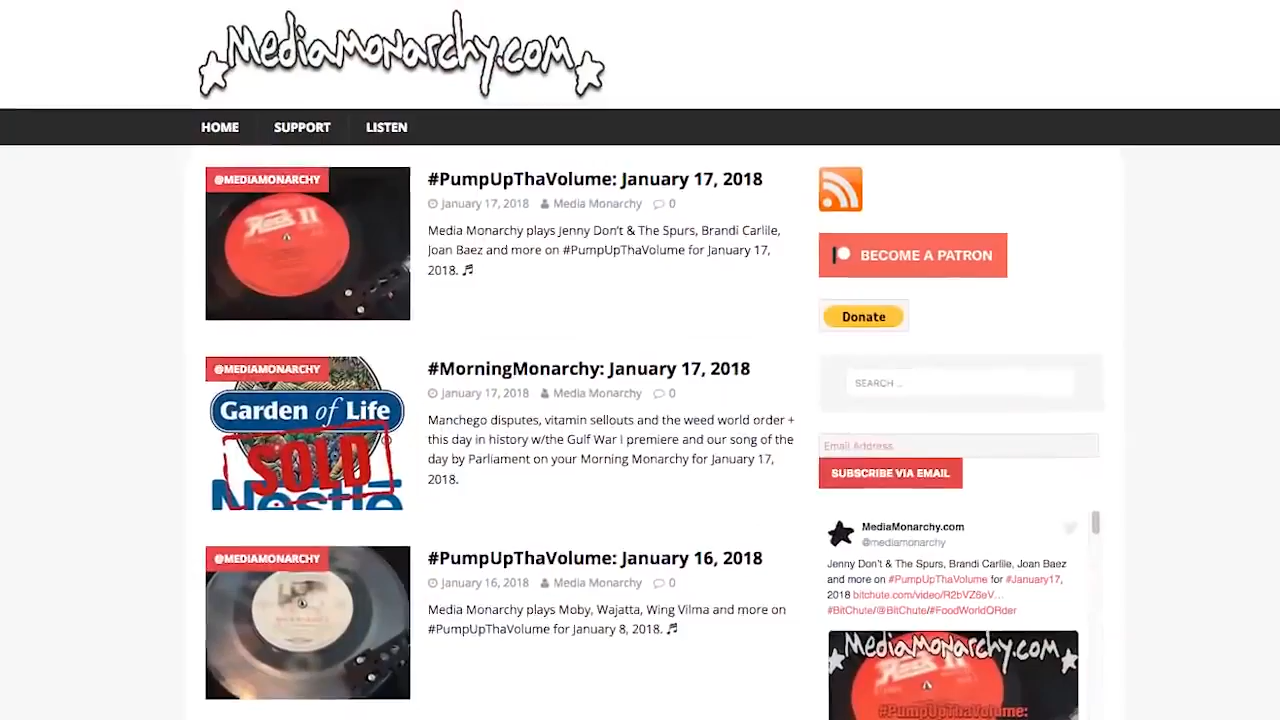 Mediamonarchy.com
HOME
SUPPORT
LISTEN
@MEDIAMONARCHY
Rock II
#PumpUpThaVolume: January 17, 2018
January 17, 2018 Media Monarchy 0
Media Monarchy plays Jenny Don't & The Spurs, Brandi Carlile,
Joan Baez and more on #PumpUpThaVolume for January 17,
2018. 🎵
@MEDIAMONARCHY
Garden of Life
SOLD
Nestle
#MorningMonarchy: January 17, 2018
January 17, 2018 Media Monarchy 0
Manchego disputes, vitamin sellouts and the weed world order +
this day in history w/the Gulf War I premiere and our song of the
day by Parliament on your Morning Monarchy for January 17,
2018.
@MEDIAMONARCHY
#PumpUpThaVolume: January 16, 2018
January 16, 2018 Media Monarchy 0
Media Monarchy plays Moby, Wajatta, Wing Vilma and more on
#PumpUpThaVolume for January 8, 2018. 🎵
BECOME A PATRON
Donate
SEARCH ...
Email Address
SUBSCRIBE VIA EMAIL
MediaMonarchy.com
@mediamonarchy
Jenny Don't & The Spurs, Brandi Carlile, Joan Baez
and more on #PumpUpThaVolume for #January17,
2018 bitchute.com/video/R2bVZ6eV...
#BitChute/@BitChute/#FoodWorldORder
Mediamonarchy.com
Rock II
#PumpUpThaVolume: